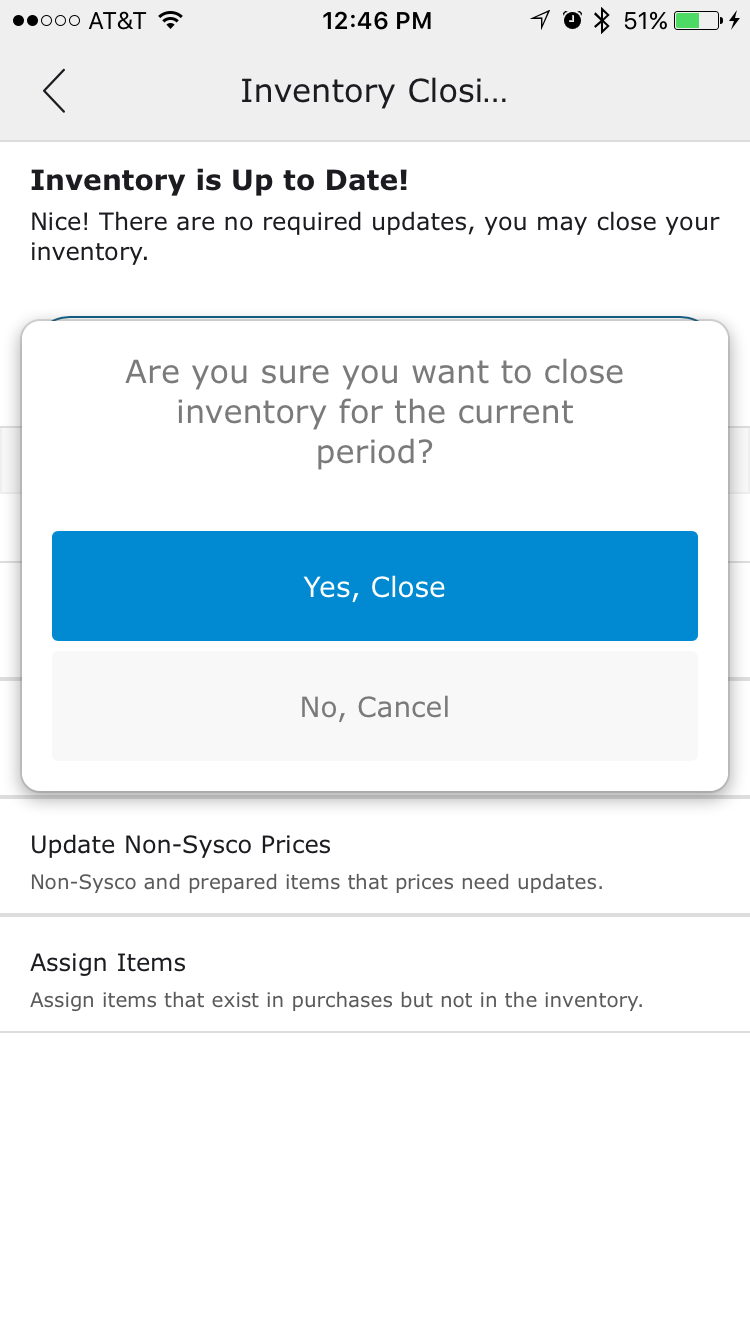 AT&T 12:46 PM 51%
Inventory Closi...
Inventory is Up to Date!
Nice! There are no required updates, you may close your
inventory.
Are you sure you want to close
inventory for the current
period?
Yes, Close
No, Cancel
Update Non-Sysco Prices
Non-Sysco and prepared items that prices need updates.
Assign Items
Assign items that exist in purchases but not in the inventory.